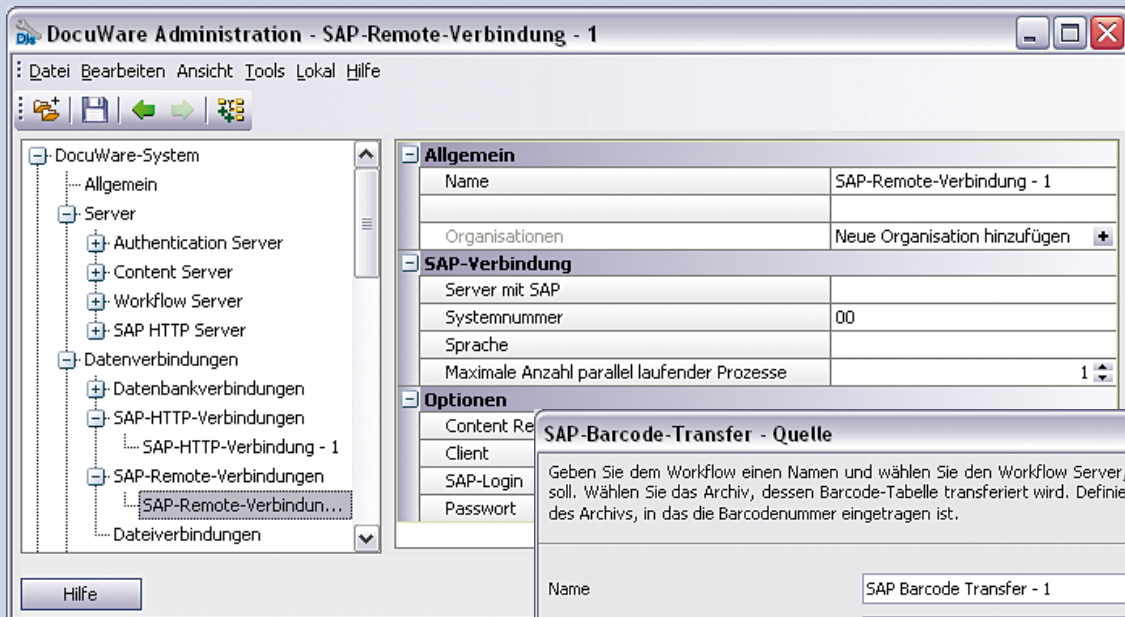 DocuWare Administration - SAP-Remote-Verbindung - 1
Datei Bearbeiten Ansicht Tools Lokal Hilfe
DocuWare-System
Allgemein
Server
Authentication Server
Content Server
Workflow Server
SAP HTTP Server
Datenverbindungen
Datenbankverbindungen
SAP-HTTP-Verbindungen
SAP-HTTP-Verbindung - 1
SAP-Remote-Verbindungen
SAP-Remote-Verbindun...
Dateiverbindungen
Hilfe
Allgemein
Name SAP-Remote-Verbindung - 1
Organisationen Neue Organisation hinzufügen
SAP-Verbindung
Server mit SAP
Systemnummer 00
Sprache
Maximale Anzahl parallel laufender Prozesse 1
Optionen
Content Re
Client
SAP-Login
Passwort
SAP-Barcode-Transfer - Quelle
Geben Sie dem Workflow einen Namen und wählen Sie den Workflow Server,
soll. Wählen Sie das Archiv, dessen Barcode-Tabelle transferiert wird. Definie
des Archivs, in das die Barcodenummer eingetragen ist.
Name SAP Barcode Transfer - 1